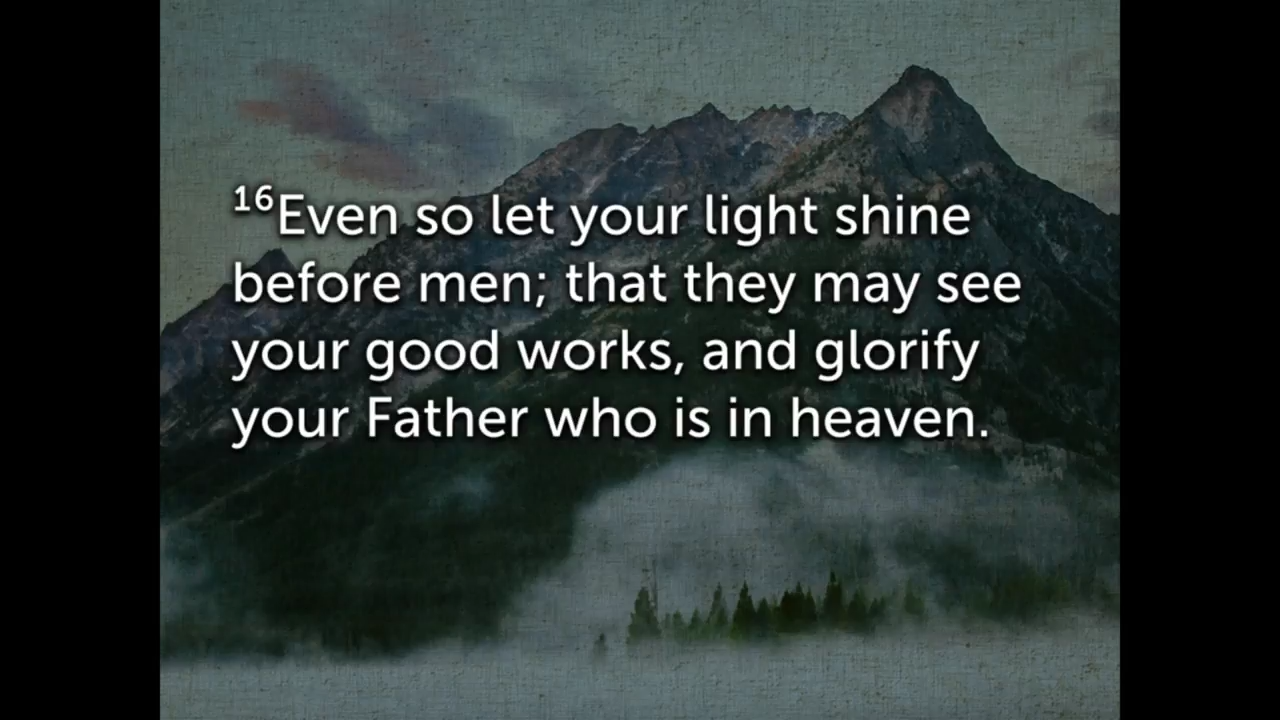 16Even so let your light shine
before men; that they may see
your good works, and glorify
your Father who is in heaven.